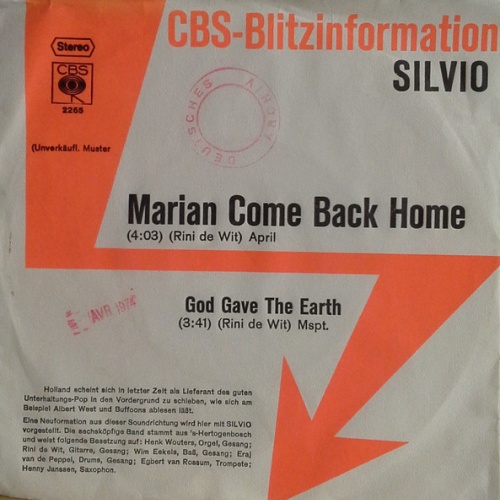 CBS-Blitzinformation
SILVIO
Stereo
CBS
2265
(Unverkäufl. Muster
DEUTSCHES
Marian Come Back Home
(4:03) (Rini de Wit) April
God Gave The Earth
(3:41) (Rini de Wit) Mspt.
AVR 1974
Holland scheint sich in letzter Zeit als Lieferant des guten
Unterhaltungs-Pop in den Vordergrund zu schieben, wie sich am
Beispiel Albert West und Buffoons ablesen läßt.
Eine Neuformation aus dieser Soundrichtung wird hier mit SILVIO
vorgestellt. Die sechsköpfige Band stammt aus 's-Hertogenbosch
und weist folgende Besetzung auf: Henk Wouters, Orgel, Gesang;
Rini de Wit, Gitarre, Gesang; Wim Eekels, Baß, Gesang; Eraj
van de Peppel, Drums, Gesang; Egbert van Rossum, Trompete;
Henny Janssen, Saxophon.